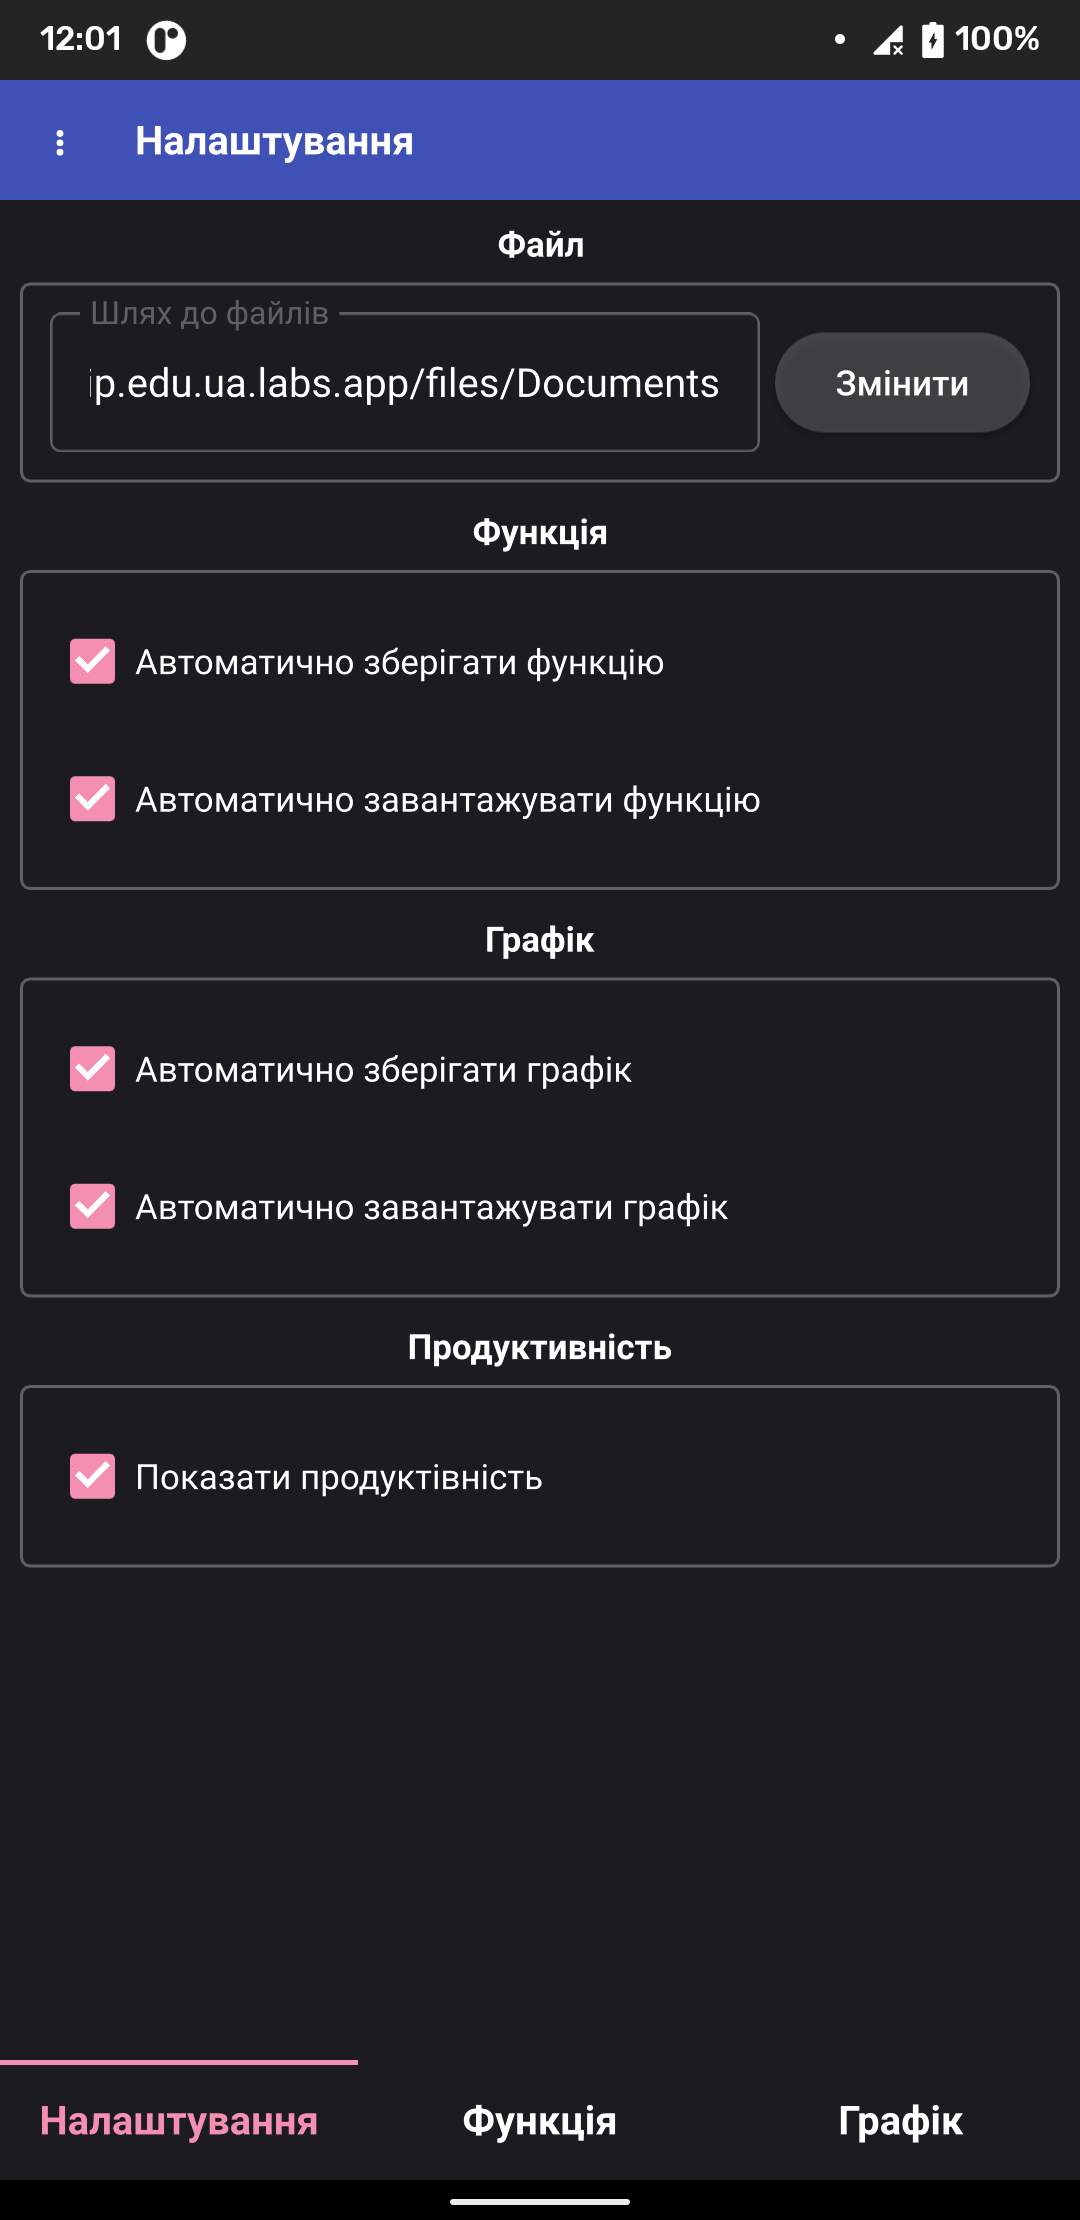 12:01
100%
Налаштування
Файл
Шлях до файлів
ip.edu.ua.labs.app/files/Documents
Змінити
Функція
Автоматично зберігати функцію
Автоматично завантажувати функцію
Графік
Автоматично зберігати графік
Автоматично завантажувати графік
Продуктивність
Показати продуктівність
Налаштування Функція Графік